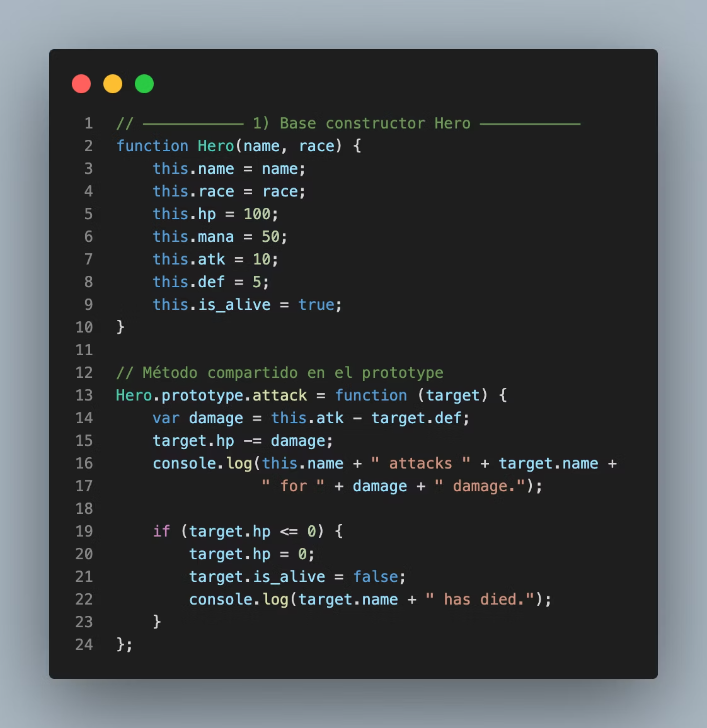 1 // ─────────── 1) Base constructor Hero ───────────
2 function Hero(name, race) {
3     this.name = name;
4     this.race = race;
5     this.hp = 100;
6     this.mana = 50;
7     this.atk = 10;
8     this.def = 5;
9     this.is_alive = true;
10 }
11
12 // Método compartido en el prototype
13 Hero.prototype.attack = function (target) {
14     var damage = this.atk - target.def;
15     target.hp -= damage;
16     console.log(this.name + " attacks " + target.name +
17                 " for " + damage + " damage.");
18
19     if (target.hp <= 0) {
20         target.hp = 0;
21         target.is_alive = false;
22         console.log(target.name + " has died.");
23     }
24 };